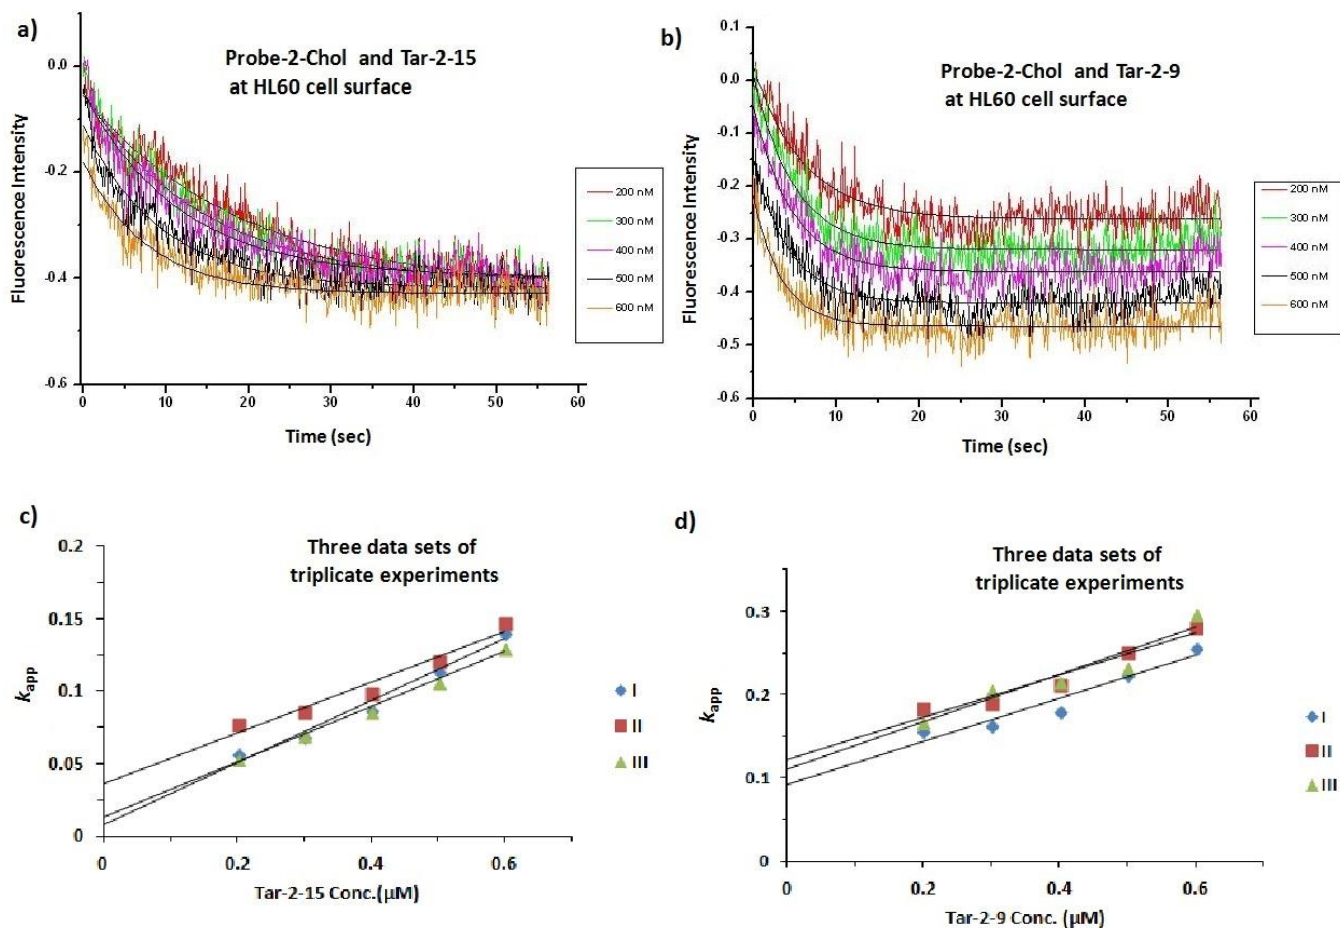 a)
Probe-2-Chol and Tar-2-15
at HL60 cell surface
Fluorescence Intensity
0.0
-0.2
-0.4
-0.6
0 10 20 30 40 50 60
Time (sec)
200 nM
300 nM
400 nM
500 nM
600 nM
b)
Probe-2-Chol and Tar-2-9
at HL60 cell surface
Fluorescence Intensity
0.1
0.0
-0.1
-0.2
-0.3
-0.4
-0.5
-0.6
0 10 20 30 40 50 60
Time (sec)
200 nM
300 nM
400 nM
500 nM
600 nM
c)
Three data sets of
triplicate experiments
kapp
0.2
0.15
0.1
0.05
0
0 0.2 0.4 0.6
Tar-2-15 Conc.(µM)
I
II
III
d)
Three data sets of
triplicate experiments
kapp
0.3
0.2
0.1
0
0 0.2 0.4 0.6
Tar-2-9 Conc. (µM)
I
II
III